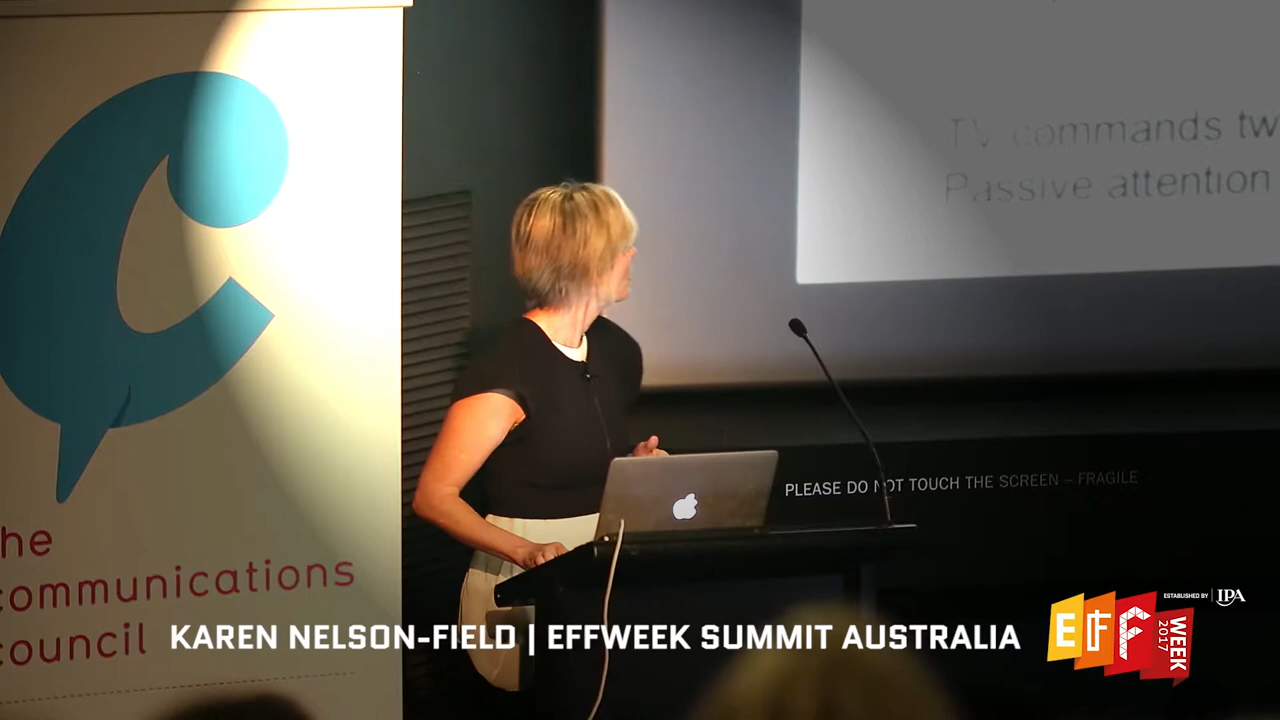 TV commands tw
Passive attention
PLEASE DO NOT TOUCH THE SCREEN – FRAGILE
he
communications
council
KAREN NELSON-FIELD | EFFWEEK SUMMIT AUSTRALIA
ESTABLISHED BY | IPA
EFF WEEK 2017